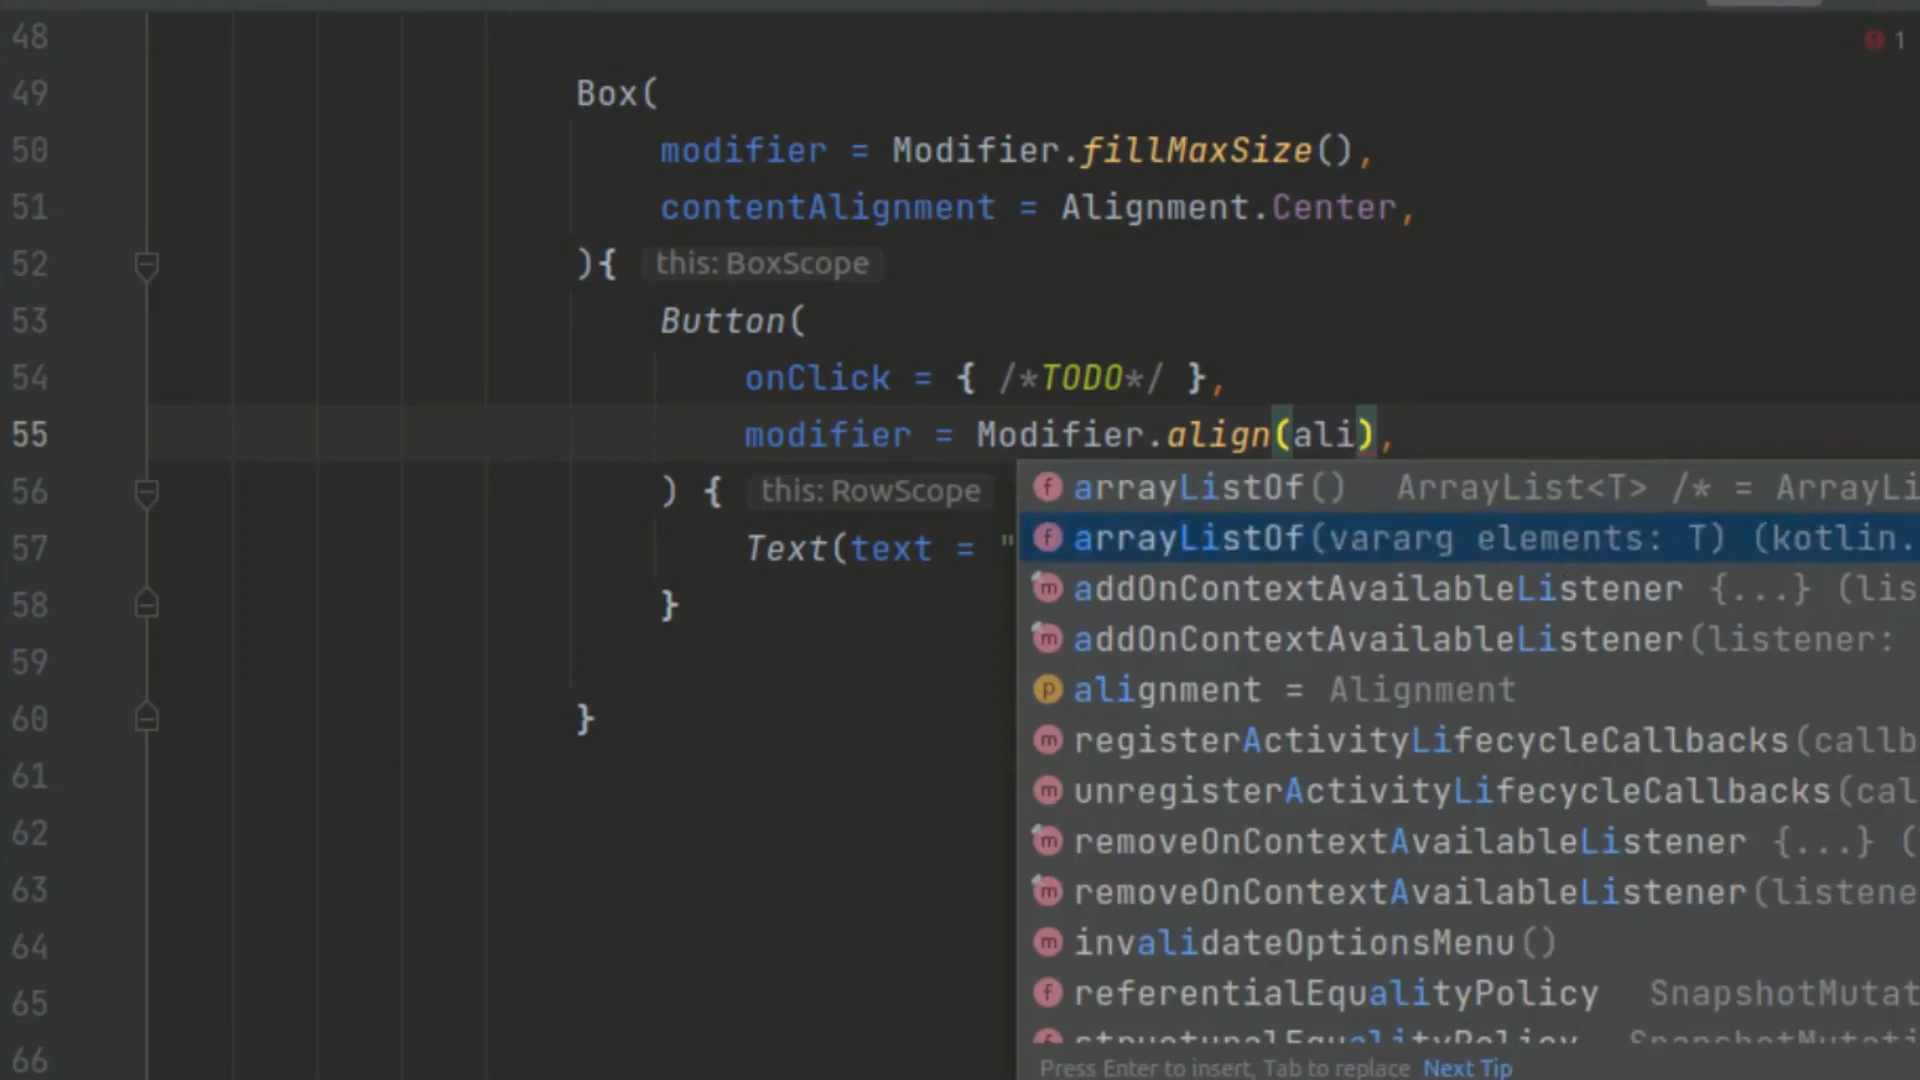 48
1
49 Box(
50 modifier = Modifier.fillMaxSize(),
51 contentAlignment = Alignment.Center,
52 ){ this: BoxScope
53 Button(
54 onClick = { /*TODO*/ },
55 modifier = Modifier.align(ali),
56 ) { this: RowScope
57 Text(text = "
58 }
59
60 }
61
62
63
64
65
66
arrayListOf() ArrayList<T> /* = ArrayLi
arrayListOf(vararg elements: T) (kotlin.
addOnContextAvailableListener {...} (lis
addOnContextAvailableListener(listener:
alignment = Alignment
registerActivityLifecycleCallbacks(callb
unregisterActivityLifecycleCallbacks(cal
removeOnContextAvailableListener {...} (
removeOnContextAvailableListener(listene
invalidateOptionsMenu()
referentialEqualityPolicy SnapshotMutat
structuralEqualityPolicy SnapshotMutati
Press Enter to insert, Tab to replace Next Tip